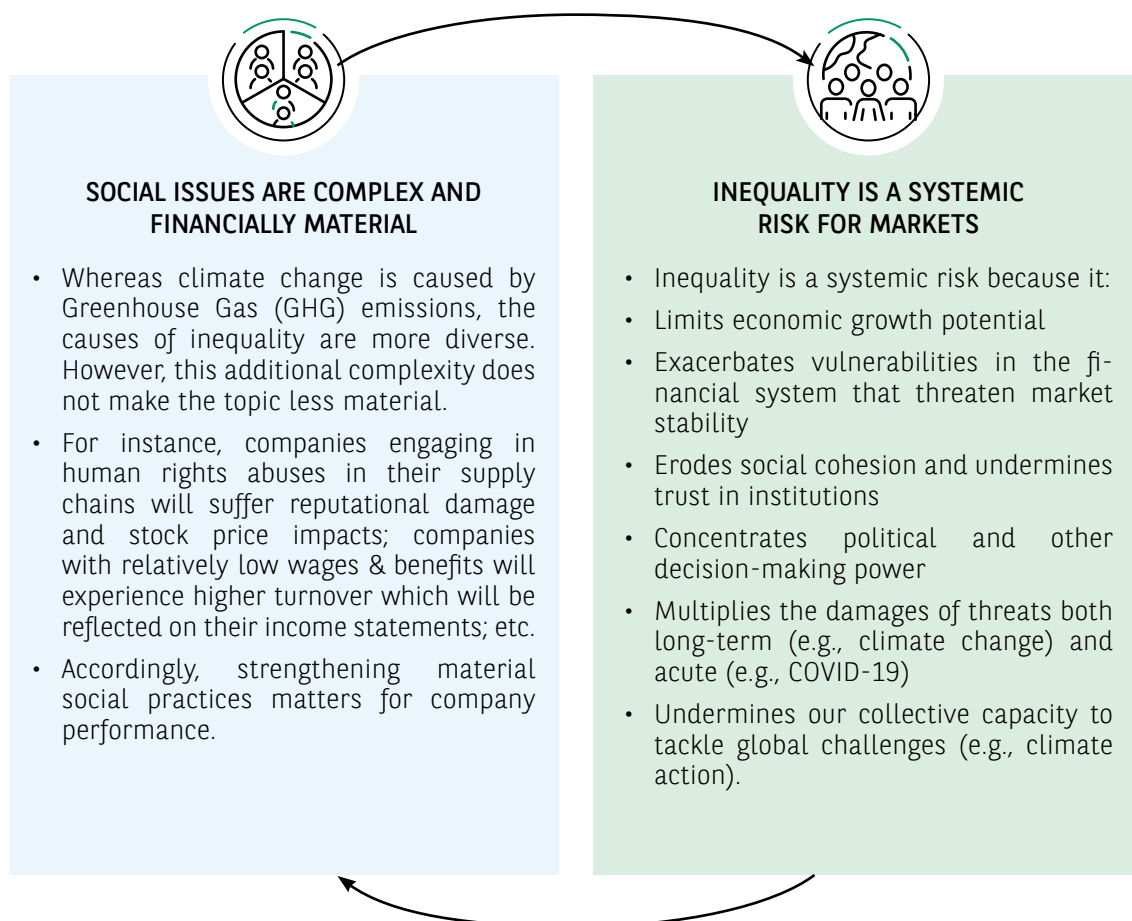 SOCIAL ISSUES ARE COMPLEX AND
FINANCIALLY MATERIAL
• Whereas climate change is caused by
Greenhouse Gas (GHG) emissions, the
causes of inequality are more diverse.
However, this additional complexity does
not make the topic less material.
• For instance, companies engaging in
human rights abuses in their supply
chains will suffer reputational damage
and stock price impacts; companies
with relatively low wages & benefits will
experience higher turnover which will be
reflected on their income statements; etc.
• Accordingly, strengthening material
social practices matters for company
performance.
INEQUALITY IS A SYSTEMIC
RISK FOR MARKETS
• Inequality is a systemic risk because it:
• Limits economic growth potential
• Exacerbates vulnerabilities in the fi-
nancial system that threaten market
stability
• Erodes social cohesion and undermines
trust in institutions
• Concentrates political and other
decision-making power
• Multiplies the damages of threats both
long-term (e.g., climate change) and
acute (e.g., COVID-19)
• Undermines our collective capacity to
tackle global challenges (e.g., climate
action).